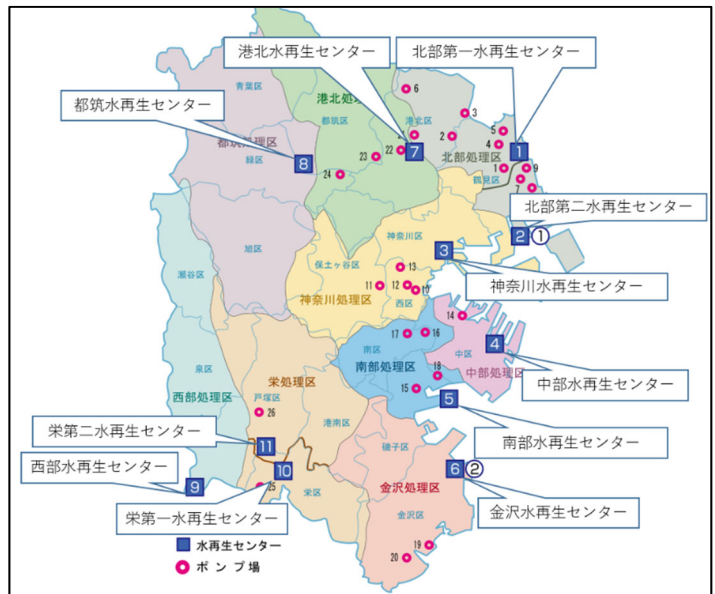 港北水再生センター
北部第一水再生センター
青葉区
6
都筑水再生センター
港北処理
3
都筑区
港北区
5
2
4
都筑処理区
22
7
1
23
北部処理区
8
緑区
24
1
9
鶴見区
7
北部第二水再生センター
神奈川区
2
①
3
旭区
保土ヶ谷区
瀬谷区
13
神奈川水再生センター
11
12
10
神奈川処理区
西区
14
17
16
南区
4
中区
泉区
栄処理区
南部処理区
18
中部処理区
西部処理区
戸塚区
15
中部水再生センター
26
5
港南区
栄第二水再生センター
11
磯子区
南部水再生センター
西部水再生センター
10
6
②
9
25
金沢処理区
栄区
栄第一水再生センター
金沢区
金沢水再生センター
水再生センター
19
20
ポンプ場